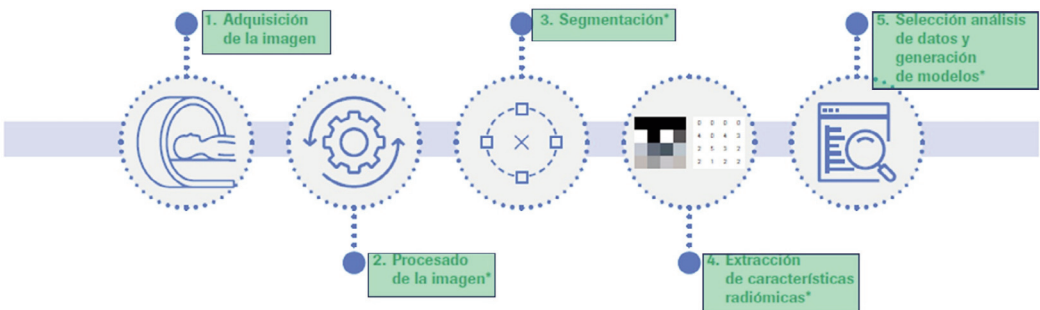 1. Adquisición
de la imagen
2. Procesado
de la imagen*
3. Segmentación*
0 0 0 0
4 0 4 3
2 5 3 2
2 1 2 2
4. Extracción
de características
radiómicas*
5. Selección análisis
de datos y
generación
de modelos*